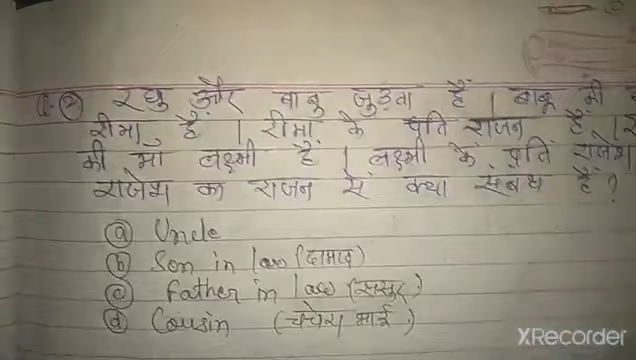 Q.② रघु और बाबू जुड़वा हैं । बाबू की
रीमा है । रीमा के पति राजन हैं ।
की माँ लक्ष्मी हैं । लक्ष्मी के पति राजेश
राजेश का राजन से क्या संबंध है ?
ⓐ Uncle
ⓑ Son in law (दामाद)
ⓒ Father in law (ससुर)
ⓓ Cousin (चचेरा भाई)
XRecorder